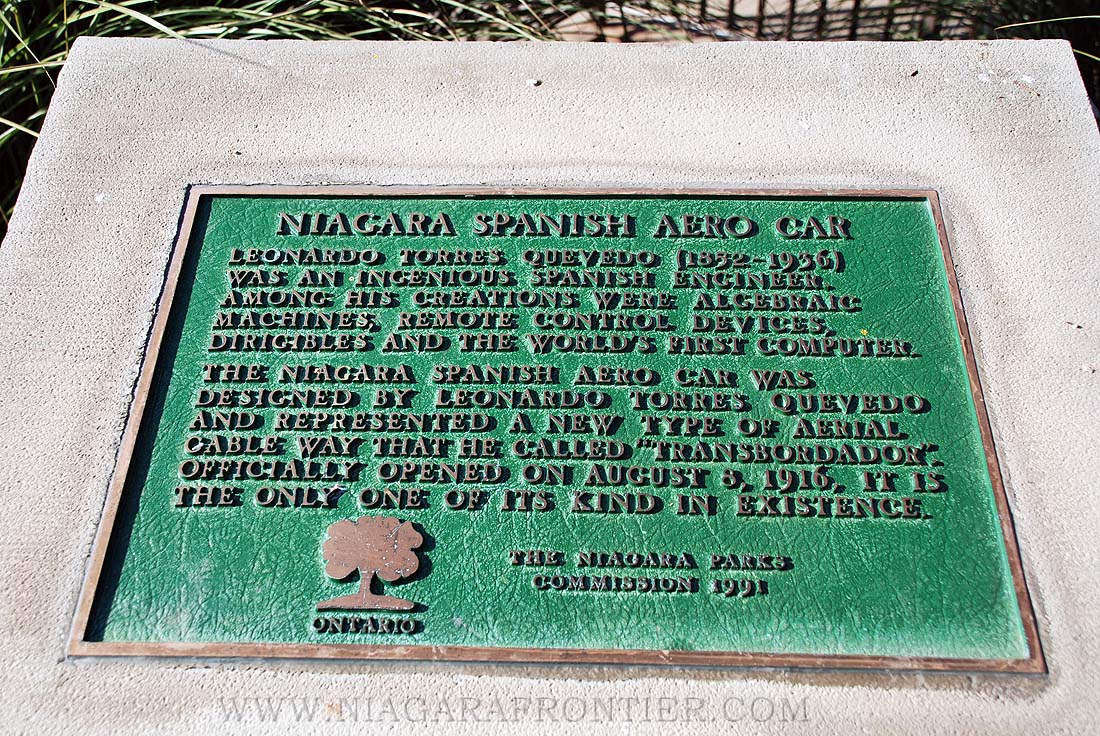 NIAGARA SPANISH AERO CAR
LEONARDO TORRES QUEVEDO (1852-1936)
WAS AN INGENIOUS SPANISH ENGINEER.
AMONG HIS CREATIONS WERE ALGEBRAIC
MACHINES, REMOTE CONTROL DEVICES,
DIRIGIBLES AND THE WORLD'S FIRST COMPUTER.
THE NIAGARA SPANISH AERO CAR WAS
DESIGNED BY LEONARDO TORRES QUEVEDO
AND REPRESENTED A NEW TYPE OF AERIAL
CABLE WAY THAT HE CALLED "TRANSBORDADOR".
OFFICIALLY OPENED ON AUGUST 8, 1916, IT IS
THE ONLY ONE OF ITS KIND IN EXISTENCE.
THE NIAGARA PARKS
COMMISSION 1991
ONTARIO
WWW.NIAGARAFRONTIER.COM